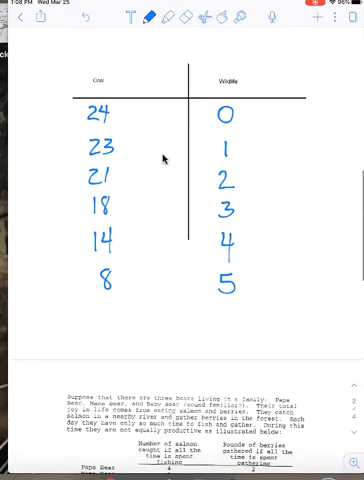 1:08 PM Wed Mar 25
Coal Wildlife
24 0
23 1
21 2
18 3
14 4
8 5
Suppose that there are three bears living in a family: Papa
Bear, Mama Bear, and Baby Bear (sound familiar?). Their total
joy in life comes from eating salmon and berries. They catch
salmon in a nearby river and gather berries in the forest. Each
day they have only so much time to fish and gather. During this
time they are not equally productive as illustrated below:
Number of salmon Pounds of berries
caught if all the gathered if all the
time is spent time is spent
fishing gathering
Papa Bear 4 2